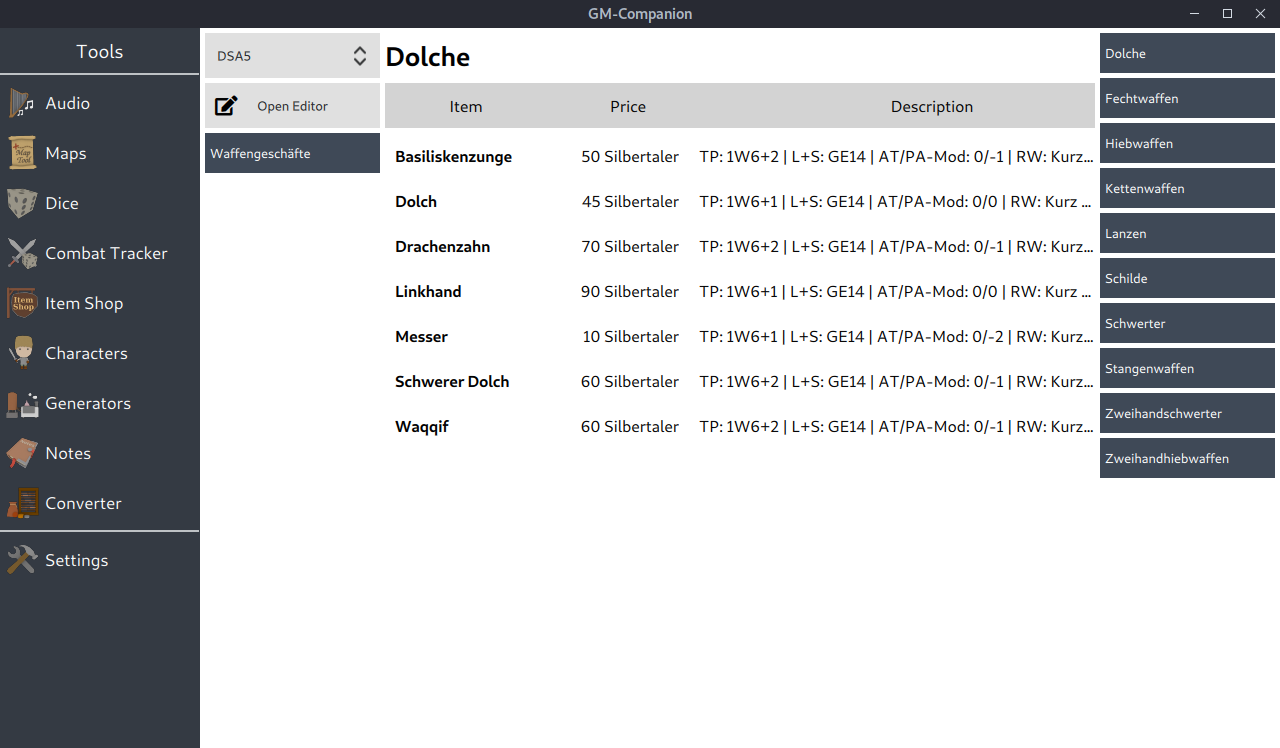 GM-Companion
Tools
Audio
Maps
Dice
Combat Tracker
Item Shop
Characters
Generators
Notes
Converter
Settings
Map
Tool
Item
Shop
DSA5
Open Editor
Waffengeschäfte
Dolche
Item Price Description
Basiliskenzunge 50 Silbertaler TP: 1W6+2 | L+S: GE14 | AT/PA-Mod: 0/-1 | RW: Kurz...
Dolch 45 Silbertaler TP: 1W6+1 | L+S: GE14 | AT/PA-Mod: 0/0 | RW: Kurz ...
Drachenzahn 70 Silbertaler TP: 1W6+2 | L+S: GE14 | AT/PA-Mod: 0/-1 | RW: Kurz...
Linkhand 90 Silbertaler TP: 1W6+1 | L+S: GE14 | AT/PA-Mod: 0/0 | RW: Kurz ...
Messer 10 Silbertaler TP: 1W6+1 | L+S: GE14 | AT/PA-Mod: 0/-2 | RW: Kurz...
Schwerer Dolch 60 Silbertaler TP: 1W6+2 | L+S: GE14 | AT/PA-Mod: 0/-1 | RW: Kurz...
Waqqif 60 Silbertaler TP: 1W6+2 | L+S: GE14 | AT/PA-Mod: 0/-1 | RW: Kurz...
Dolche
Fechtwaffen
Hiebwaffen
Kettenwaffen
Lanzen
Schilde
Schwerter
Stangenwaffen
Zweihandschwerter
Zweihandhiebwaffen